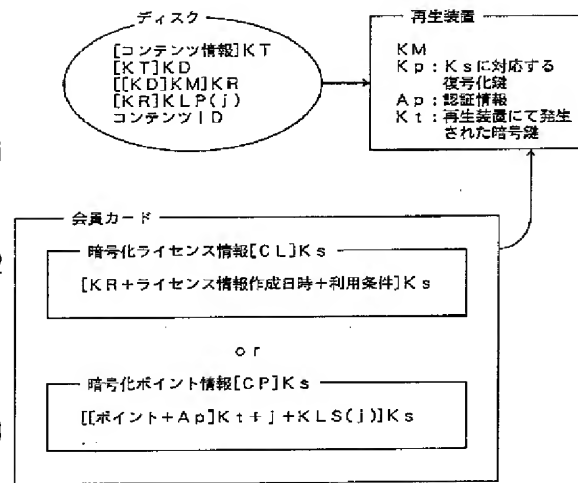 ディスク
[コンテンツ情報]KT
[KT]KD
[[KD]KM]KR
[KR]KLP(j)
コンテンツID
再生装置
KM
Kp：Ksに対応する
復号化鍵
Ap：認証情報
Kt：再生装置にて発生
された暗号鍵
会員カード
暗号化ライセンス情報[CL]Ks
[KR+ライセンス情報作成日時+利用条件]Ks
or
暗号化ポイント情報[CP]Ks
[[ポイント+Ap]Kt+j+KLS(j)]Ks